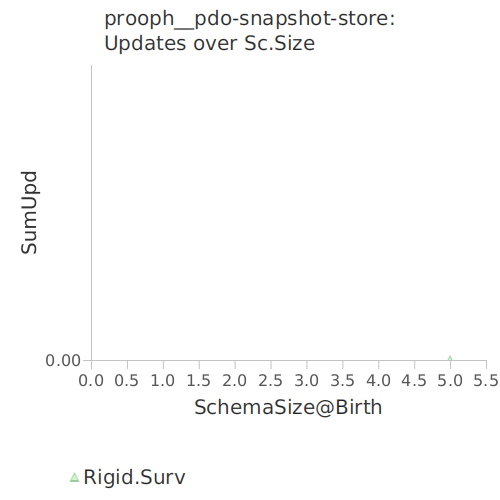 prooph__pdo-snapshot-store:
Updates over Sc.Size
SumUpd
0.00
0.0 0.5 1.0 1.5 2.0 2.5 3.0 3.5 4.0 4.5 5.0 5.5
SchemaSize@Birth
Rigid.Surv